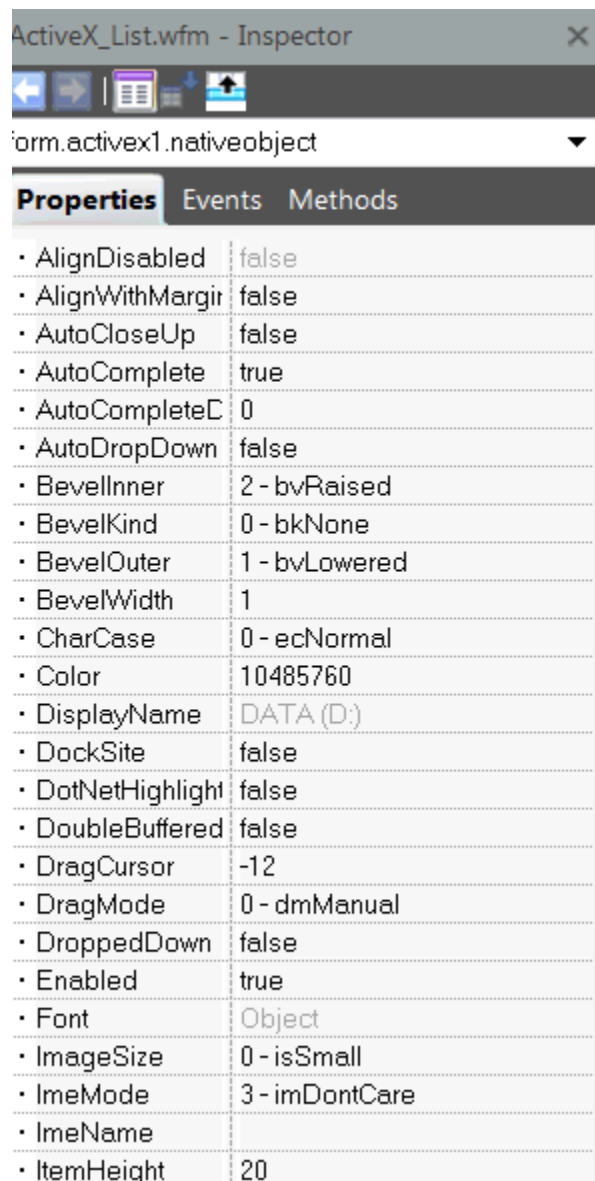 ActiveX_List.wfm - Inspector
form.activex1.nativeobject
Properties Events Methods
AlignDisabled false
AlignWithMargin false
AutoCloseUp false
AutoComplete true
AutoCompleteD 0
AutoDropDown false
BevelInner 2 - bvRaised
BevelKind 0 - bkNone
BevelOuter 1 - bvLowered
BevelWidth 1
CharCase 0 - ecNormal
Color 10485760
DisplayName DATA (D:)
DockSite false
DotNetHighlight false
DoubleBuffered false
DragCursor -12
DragMode 0 - dmManual
DroppedDown false
Enabled true
Font Object
ImageSize 0 - isSmall
ImeMode 3 - imDontCare
ImeName
ItemHeight 20